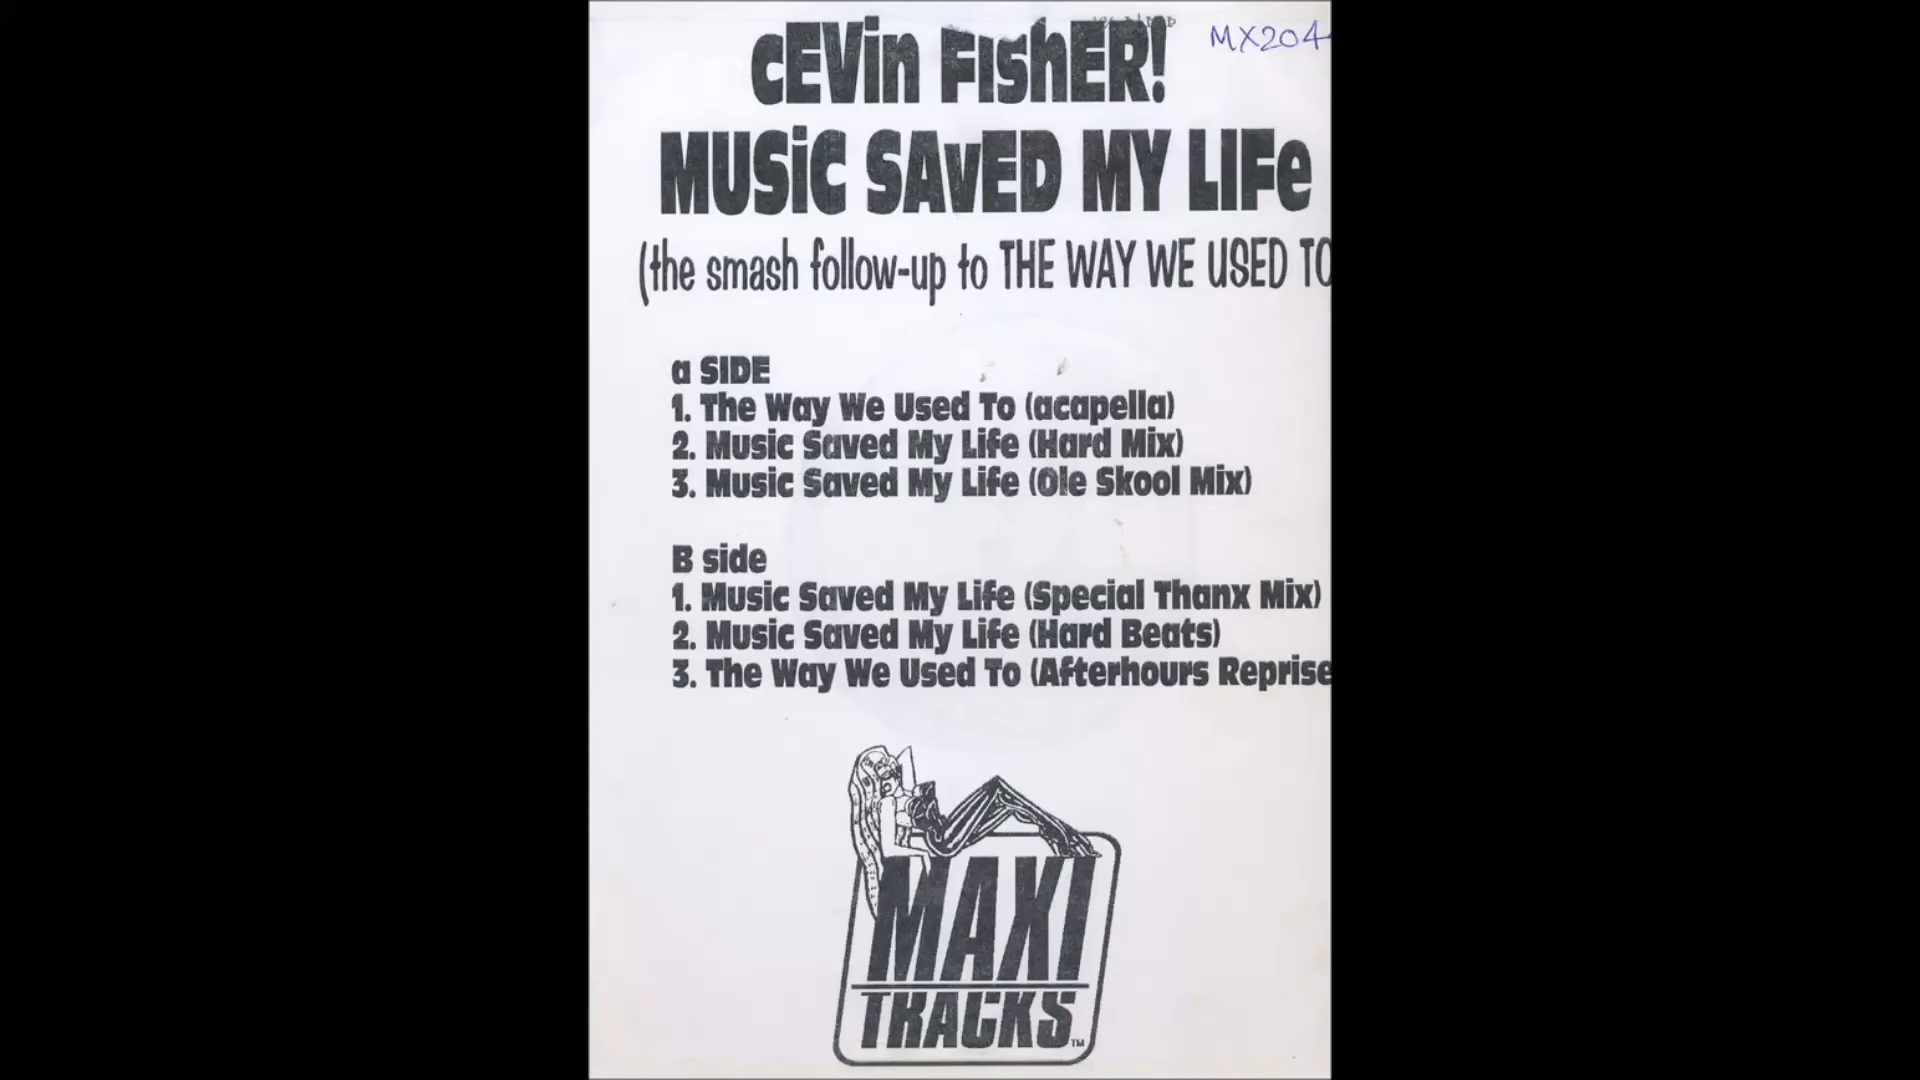 MX204
CEVin FisHER!
MUSiC SAvED MY LIFe
(the smash follow-up to THE WAY WE USED TO
a SIDE
1. The Way We Used To (acapella)
2. Music Saved My Life (Hard Mix)
3. Music Saved My Life (Ole Skool Mix)
B side
1. Music Saved My Life (Special Thanx Mix)
2. Music Saved My Life (Hard Beats)
3. The Way We Used To (Afterhours Reprise
MAXI
TRACKS™